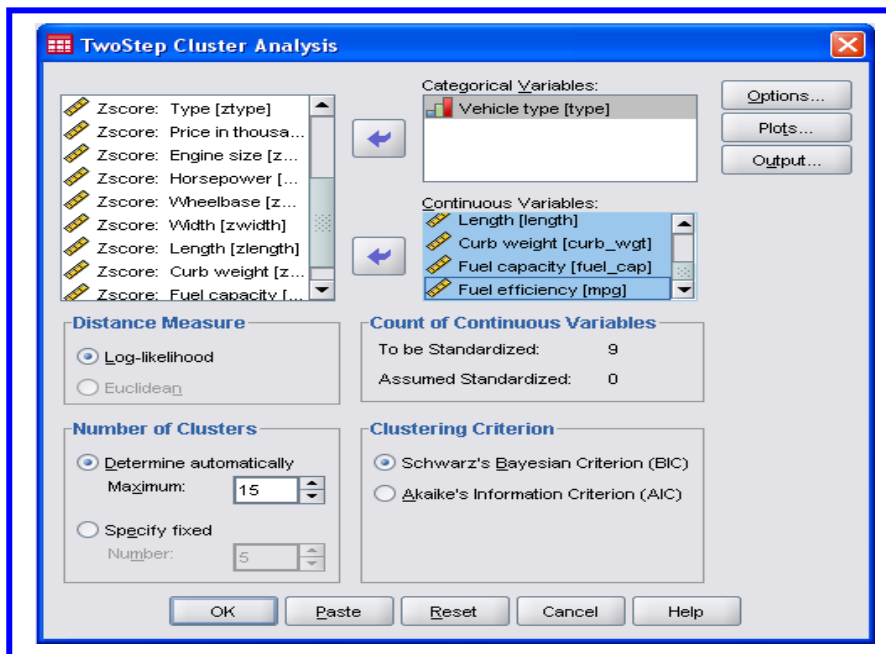 TwoStep Cluster Analysis
Zscore: Type [ztype]
Zscore: Price in thousa...
Zscore: Engine size [z...
Zscore: Horsepower [...
Zscore: Wheelbase [z...
Zscore: Width [zwidth]
Zscore: Length [zlength]
Zscore: Curb weight [z...
Zscore: Fuel capacity [...
Categorical Variables:
Vehicle type [type]
Continuous Variables:
Length [length]
Curb weight [curb_wgt]
Fuel capacity [fuel_cap]
Fuel efficiency [mpg]
Options...
Plots...
Output...
Distance Measure
Log-likelihood
Euclidean
Count of Continuous Variables
To be Standardized: 9
Assumed Standardized: 0
Number of Clusters
Determine automatically
Maximum: 15
Specify fixed
Number: 5
Clustering Criterion
Schwarz's Bayesian Criterion (BIC)
Akaike's Information Criterion (AIC)
OK Paste Reset Cancel Help